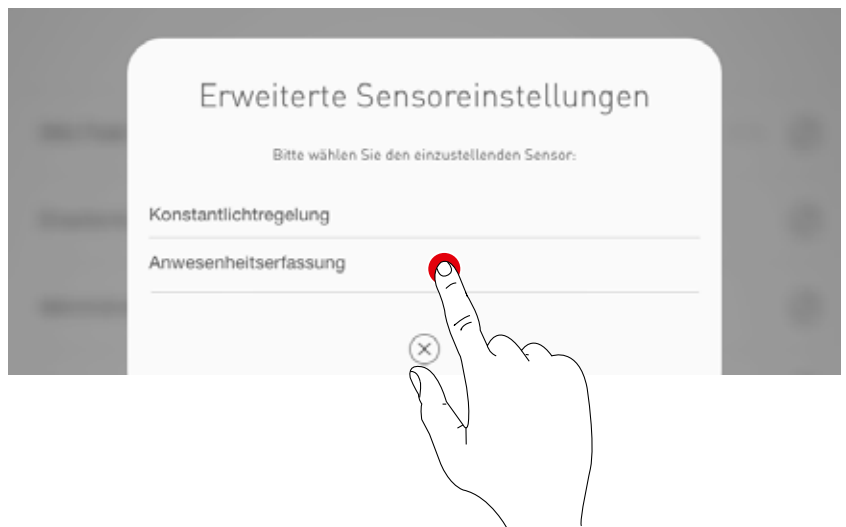 Erweiterte Sensoreinstellungen
Bitte wählen Sie den einzustellenden Sensor:
Konstantlichtregelung
Anwesenheitserfassung